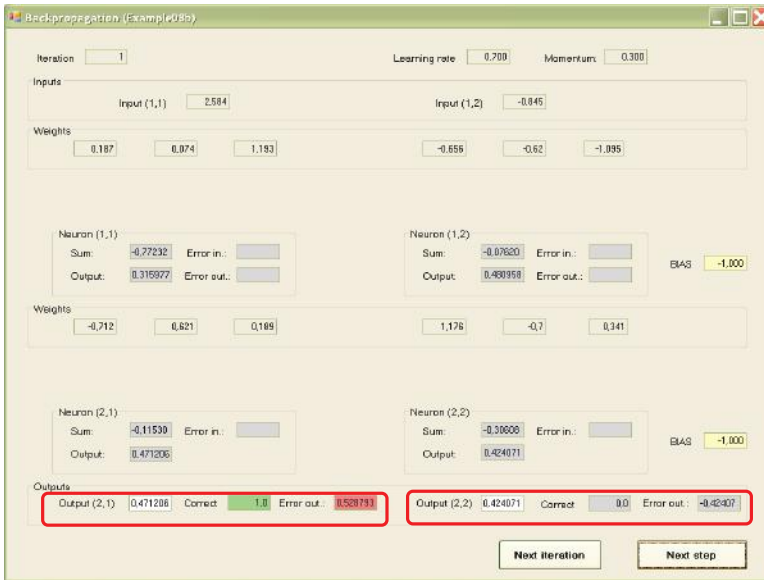 Backpropagation (Example08b)
Iteration 1 Learning rate 0.700 Momentum: 0.300
Inputs
Input (1,1) 2,584 Input (1,2) -0,845
Weights
0,187 0,074 1,193 -0,656 -0,62 -1,095
Neuron (1,1) Neuron (1,2)
Sum: -0,77232 Error in.: Sum: -0,07620 Error in.:
BIAS -1,000
Output: 0.315977 Error out.: Output: 0.480958 Error out.:
Weights
-0,712 0,621 0,189 1,176 -0,7 0,341
Neuron (2,1) Neuron (2,2)
Sum: -0,11530 Error in.: Sum: -0,30608 Error in.:
BIAS -1,000
Output: 0.471206 Output: 0.424071
Outputs
Output (2,1) 0,471206 Correct 1,0 Error out.: 0,528793 Output (2,2) 0,424071 Correct 0,0 Error out.: -0,42407
Next iteration Next step